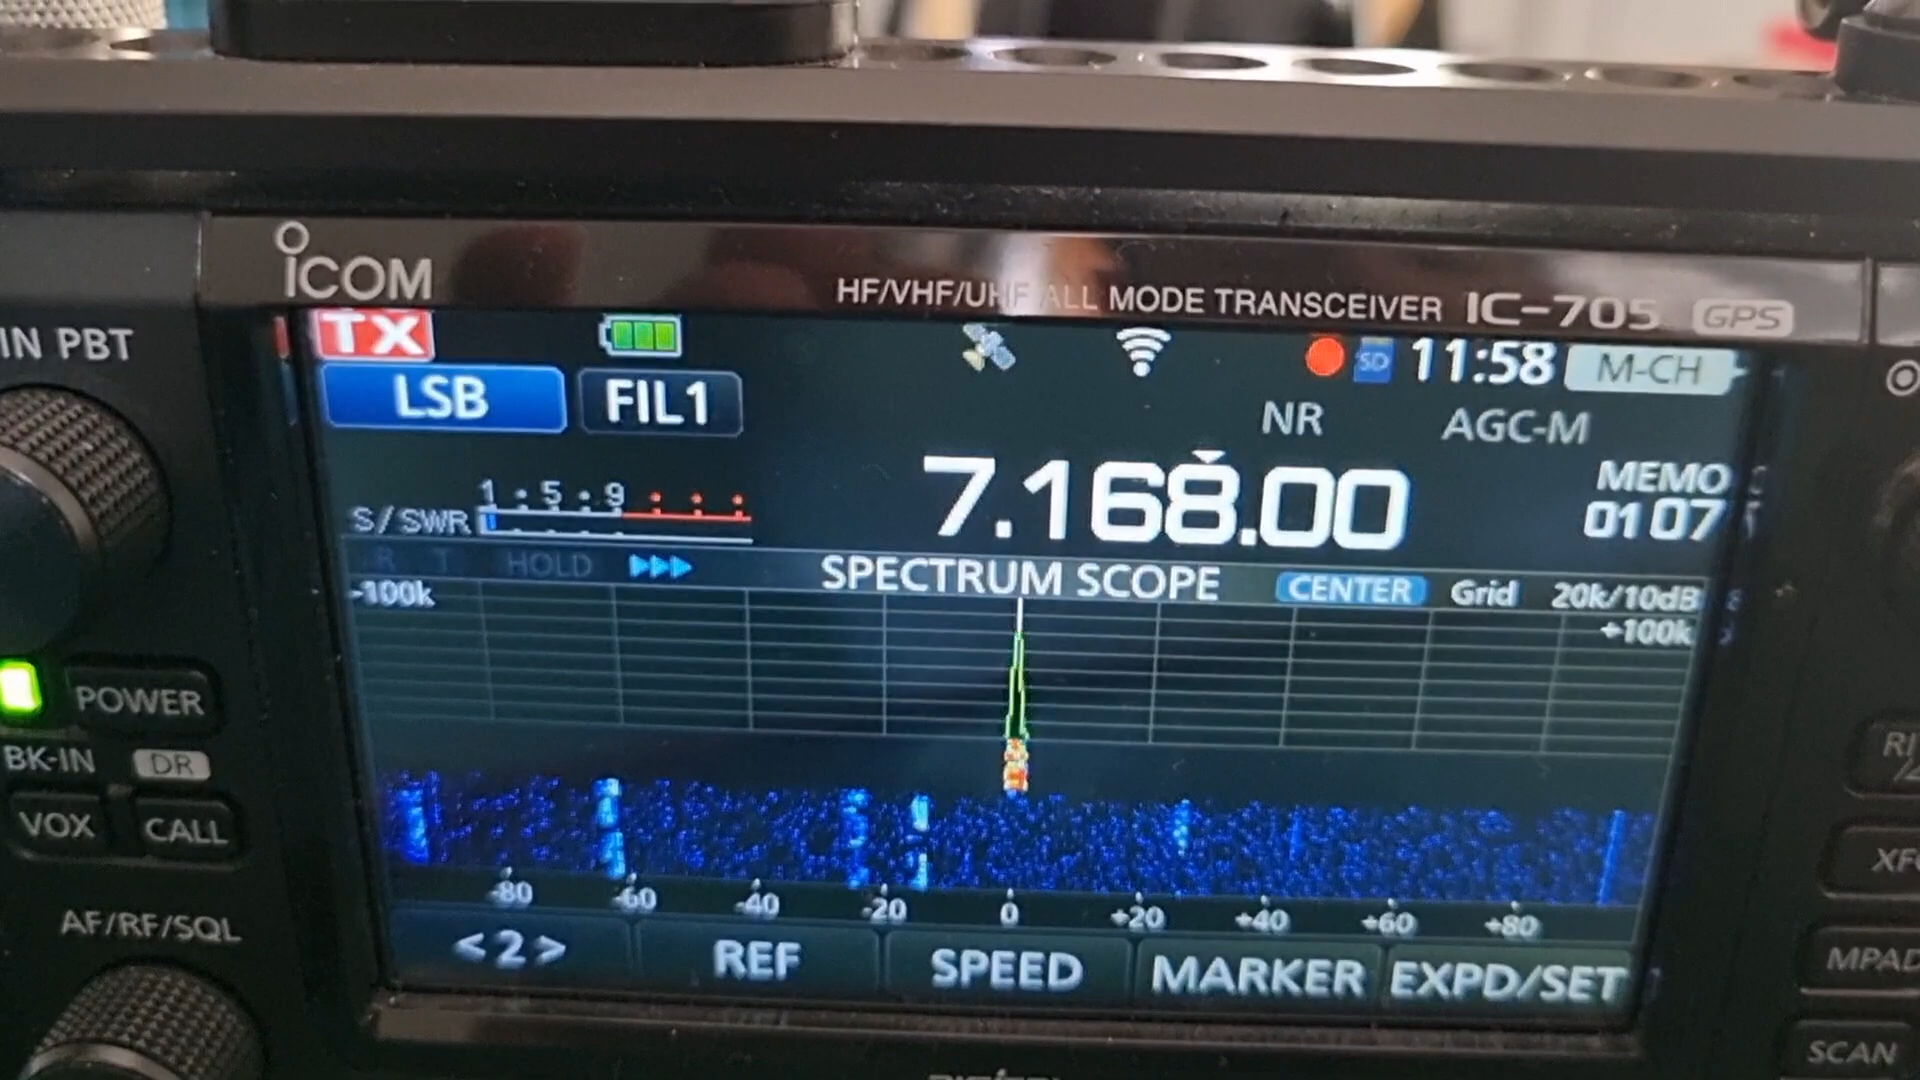 ICOM
HF/VHF/UHF ALL MODE TRANSCEIVER IC-705 GPS
IN PBT
TX
SD 11:58 M-CH
LSB FIL1
NR AGC-M
7.168.00
MEMO
01 07
1 5 9
S/SWR
HOLD
SPECTRUM SCOPE CENTER Grid 20k/10dB
-100k
+100k
POWER
BK-IN DR
VOX CALL
-80 -60 -40 -20 0 +20 +40 +60 +80
AF/RF/SQL
<2> REF SPEED MARKER EXPD/SET
SCAN